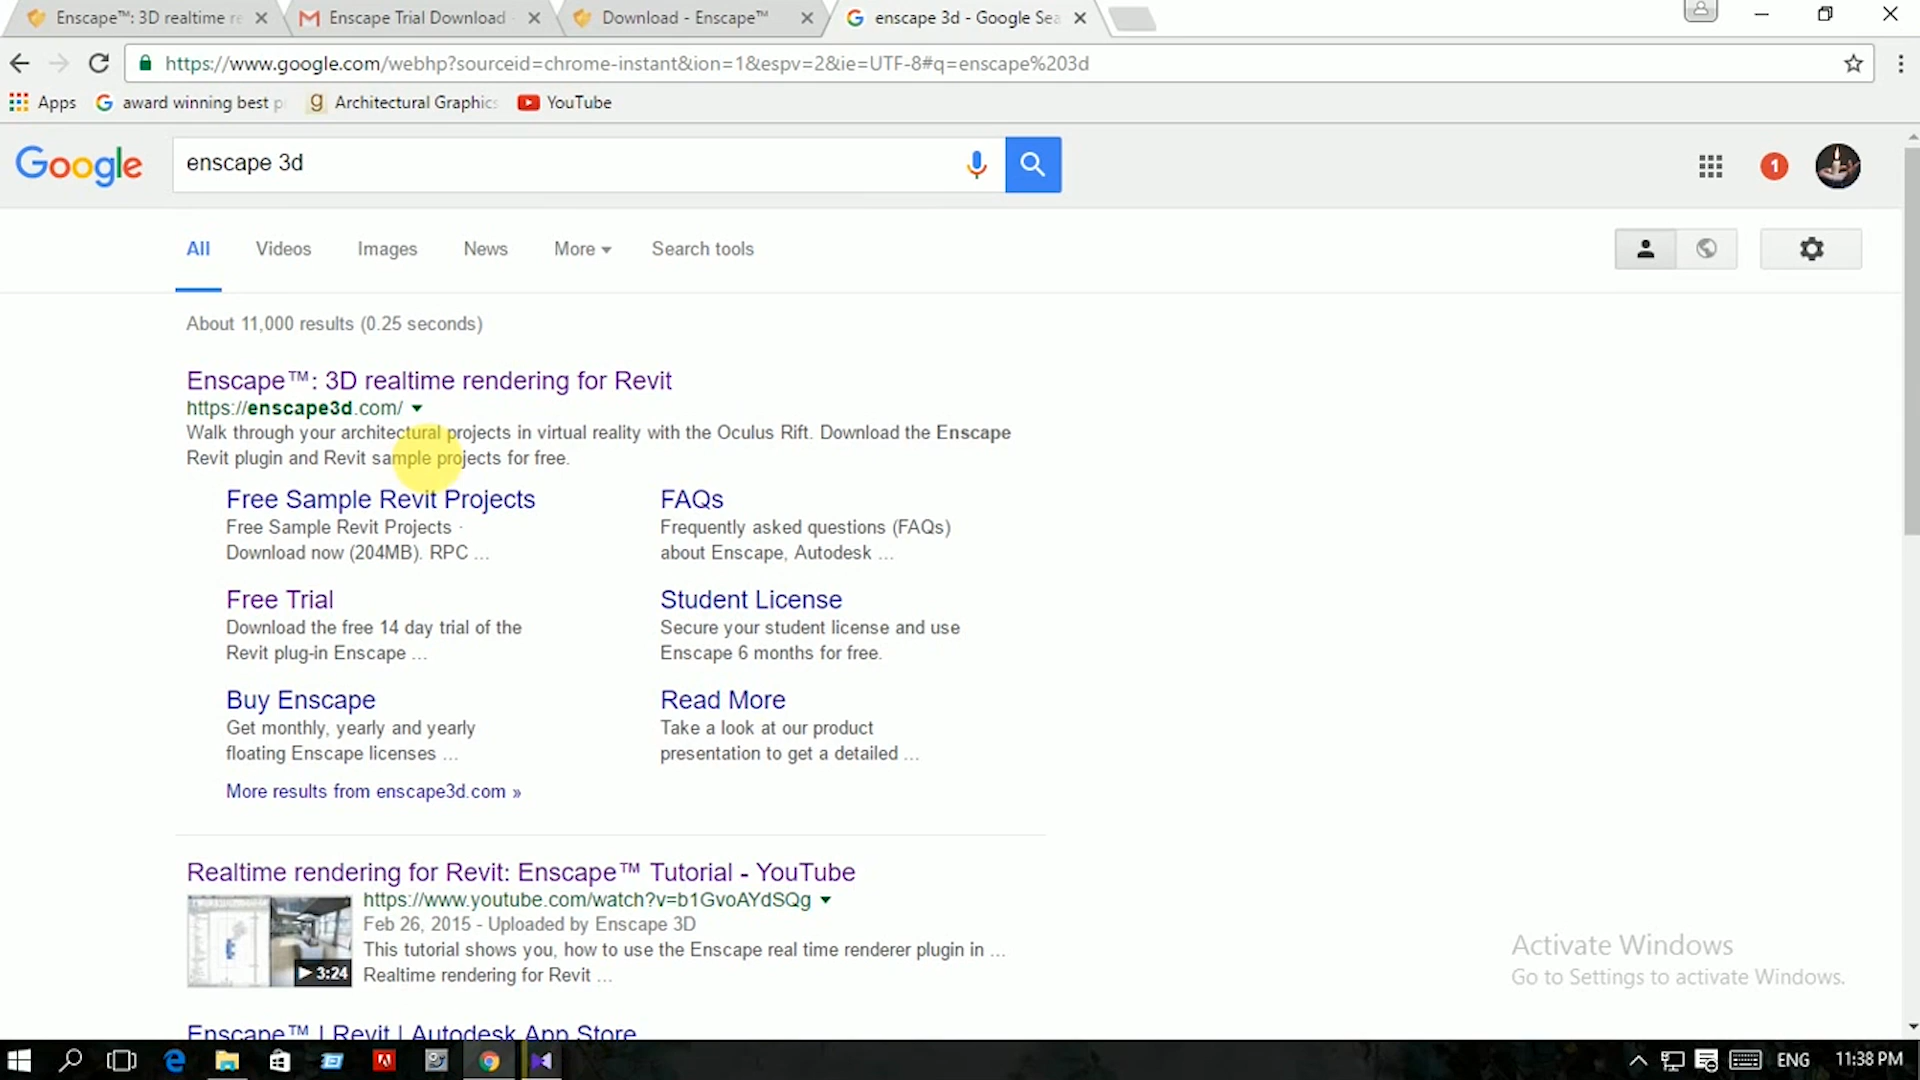 Enscape™: 3D realtime re
Enscape Trial Download
Download - Enscape™
enscape 3d - Google Sea
https://www.google.com/webhp?sourceid=chrome-instant&ion=1&espv=2&ie=UTF-8#q=enscape%203d
Apps
award winning best p
Architectural Graphics
YouTube
Google
enscape 3d
1
All
Videos
Images
News
More
Search tools
About 11,000 results (0.25 seconds)
Enscape™: 3D realtime rendering for Revit
https://enscape3d.com/
Walk through your architectural projects in virtual reality with the Oculus Rift. Download the Enscape
Revit plugin and Revit sample projects for free.
Free Sample Revit Projects
Free Sample Revit Projects ·
Download now (204MB). RPC ...
FAQs
Frequently asked questions (FAQs)
about Enscape, Autodesk ...
Free Trial
Download the free 14 day trial of the
Revit plug-in Enscape ...
Student License
Secure your student license and use
Enscape 6 months for free.
Buy Enscape
Get monthly, yearly and yearly
floating Enscape licenses ...
Read More
Take a look at our product
presentation to get a detailed ...
More results from enscape3d.com »
Realtime rendering for Revit: Enscape™ Tutorial - YouTube
https://www.youtube.com/watch?v=b1GvoAYdSQg
Feb 26, 2015 - Uploaded by Enscape 3D
This tutorial shows you, how to use the Enscape real time renderer plugin in ...
Realtime rendering for Revit ...
3:24
Enscape™ | Revit | Autodesk App Store
Activate Windows
Go to Settings to activate Windows.
ENG
11:38 PM